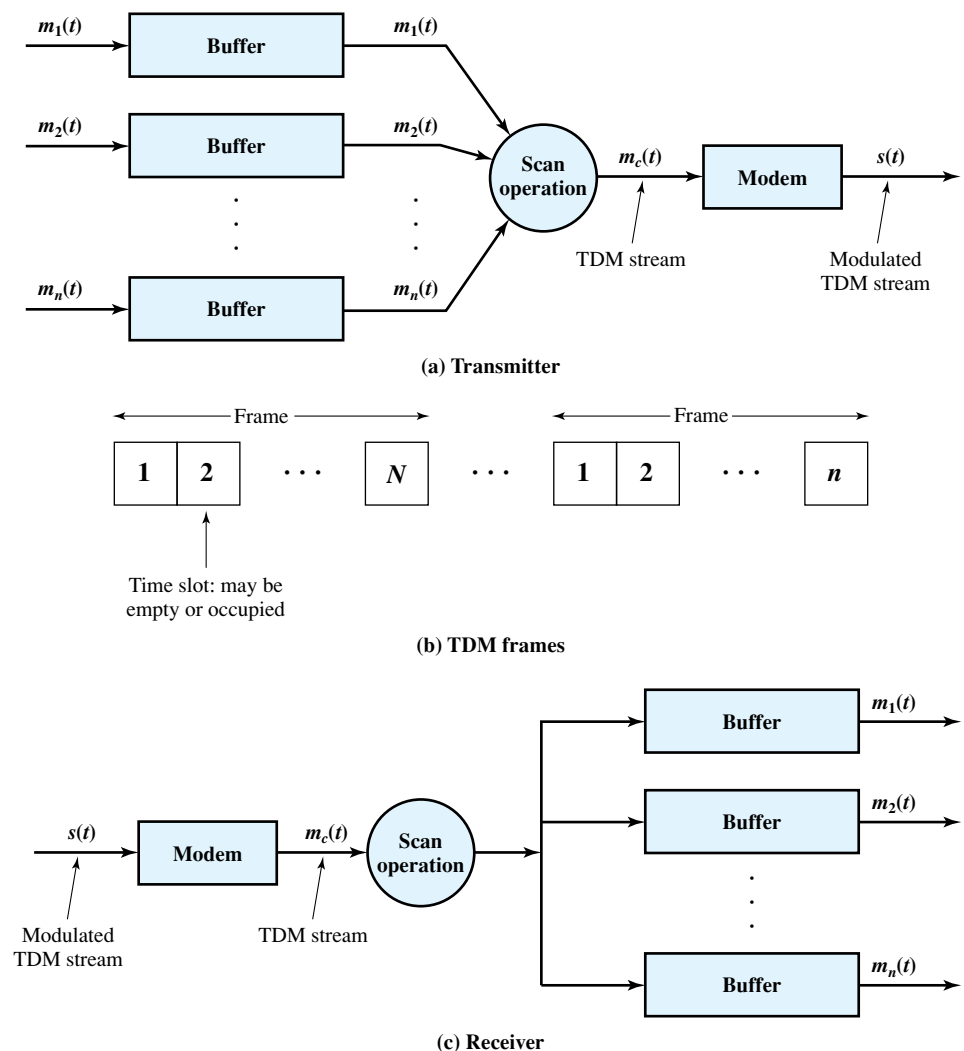 m1(t) Buffer m1(t)
m2(t) Buffer m2(t)
Scan
operation
mc(t) Modem s(t)
TDM stream
Modulated
TDM stream
mn(t) Buffer mn(t)
(a) Transmitter
Frame Frame
1 2 · · · N · · · 1 2 · · · n
Time slot: may be
empty or occupied
(b) TDM frames
Buffer m1(t)
Buffer m2(t)
s(t) Modem mc(t)
Scan
operation
Modulated
TDM stream
TDM stream
Buffer mn(t)
(c) Receiver